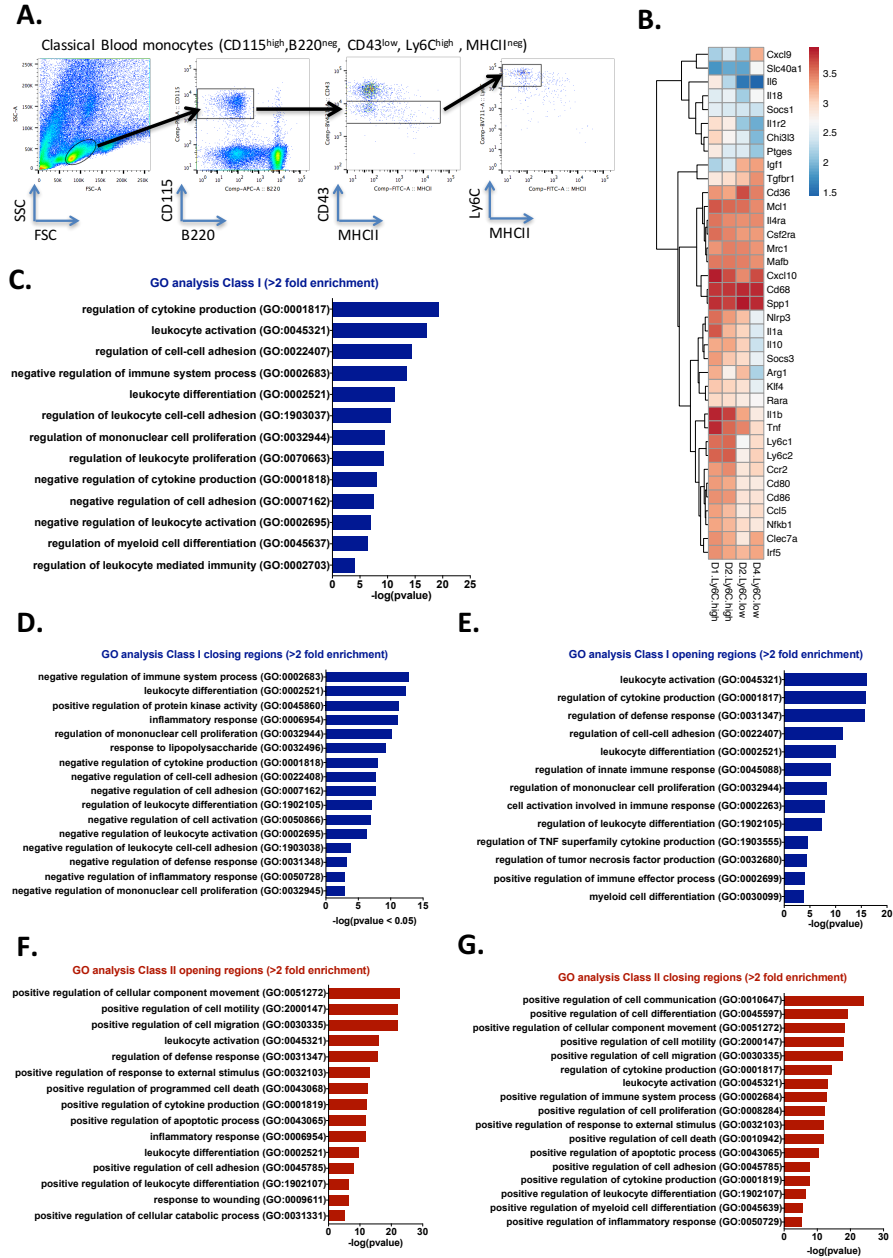 A.
Classical Blood monocytes (CD115high,B220neg, CD43low, Ly6Chigh , MHCIIneg)
250K
200K
150K
100K
50K
0
SSC-A
0 50K 100K 150K 200K 250K
FSC-A
SSC
FSC
Comp-APC-A :: B220
CD115
B220
Comp-FITC-A :: MHCII
CD43
MHCII
Comp-FITC-A :: MHCII
Ly6C
MHCII
B.
Cxcl9
Slc40a1
Il6
Il18
Socs1
Il1r2
Chi3l3
Ptges
Igf1
Tgfbr1
Cd36
Mcl1
Il4ra
Csf2ra
Mrc1
Mafb
Cxcl10
Cd68
Spp1
Nlrp3
Il1a
Il10
Socs3
Arg1
Klf4
Rara
Il1b
Tnf
Ly6c1
Ly6c2
Ccr2
Cd80
Cd86
Ccl5
Nfkb1
Clec7a
Irf5
D1.Ly6C.high
D2.Ly6C.high
D2.Ly6C.low
D4.Ly6C.low
3.5
3
2.5
2
1.5
C.
GO analysis Class I (>2 fold enrichment)
regulation of cytokine production (GO:0001817)
leukocyte activation (GO:0045321)
regulation of cell-cell adhesion (GO:0022407)
negative regulation of immune system process (GO:0002683)
leukocyte differentiation (GO:0002521)
regulation of leukocyte cell-cell adhesion (GO:1903037)
regulation of mononuclear cell proliferation (GO:0032944)
regulation of leukocyte proliferation (GO:0070663)
negative regulation of cytokine production (GO:0001818)
negative regulation of cell adhesion (GO:0007162)
negative regulation of leukocyte activation (GO:0002695)
regulation of myeloid cell differentiation (GO:0045637)
regulation of leukocyte mediated immunity (GO:0002703)
0 5 10 15 20 25
-log(pvalue)
D.
GO analysis Class I closing regions (>2 fold enrichment)
negative regulation of immune system process (GO:0002683)
leukocyte differentiation (GO:0002521)
positive regulation of protein kinase activity (GO:0045860)
inflammatory response (GO:0006954)
regulation of mononuclear cell proliferation (GO:0032944)
response to lipopolysaccharide (GO:0032496)
negative regulation of cytokine production (GO:0001818)
negative regulation of cell-cell adhesion (GO:0022408)
negative regulation of cell adhesion (GO:0007162)
regulation of leukocyte differentiation (GO:1902105)
negative regulation of cell activation (GO:0050866)
negative regulation of leukocyte activation (GO:0002695)
negative regulation of leukocyte cell-cell adhesion (GO:1903038)
negative regulation of defense response (GO:0031348)
negative regulation of inflammatory response (GO:0050728)
negative regulation of mononuclear cell proliferation (GO:0032945)
0 5 10 15
-log(pvalue < 0.05)
E.
GO analysis Class I opening regions (>2 fold enrichment)
leukocyte activation (GO:0045321)
regulation of cytokine production (GO:0001817)
regulation of defense response (GO:0031347)
regulation of cell-cell adhesion (GO:0022407)
leukocyte differentiation (GO:0002521)
regulation of innate immune response (GO:0045088)
regulation of mononuclear cell proliferation (GO:0032944)
cell activation involved in immune response (GO:0002263)
regulation of leukocyte differentiation (GO:1902105)
regulation of TNF superfamily cytokine production (GO:1903555)
regulation of tumor necrosis factor production (GO:0032680)
positive regulation of immune effector process (GO:0002699)
myeloid cell differentiation (GO:0030099)
0 5 10 15 20
-log(pvalue)
F.
GO analysis Class II opening regions (>2 fold enrichment)
positive regulation of cellular component movement (GO:0051272)
positive regulation of cell motility (GO:2000147)
positive regulation of cell migration (GO:0030335)
leukocyte activation (GO:0045321)
regulation of defense response (GO:0031347)
positive regulation of response to external stimulus (GO:0032103)
positive regulation of programmed cell death (GO:0043068)
positive regulation of cytokine production (GO:0001819)
positive regulation of apoptotic process (GO:0043065)
inflammatory response (GO:0006954)
leukocyte differentiation (GO:0002521)
positive regulation of cell adhesion (GO:0045785)
positive regulation of leukocyte differentiation (GO:1902107)
response to wounding (GO:0009611)
positive regulation of cellular catabolic process (GO:0031331)
0 10 20 30
-log(pvalue)
G.
GO analysis Class II closing regions (>2 fold enrichment)
positive regulation of cell communication (GO:0010647)
positive regulation of cell differentiation (GO:0045597)
positive regulation of cellular component movement (GO:0051272)
positive regulation of cell motility (GO:2000147)
positive regulation of cell migration (GO:0030335)
regulation of cytokine production (GO:0001817)
leukocyte activation (GO:0045321)
positive regulation of immune system process (GO:0002684)
positive regulation of cell proliferation (GO:0008284)
positive regulation of response to external stimulus (GO:0032103)
positive regulation of cell death (GO:0010942)
positive regulation of apoptotic process (GO:0043065)
positive regulation of cell adhesion (GO:0045785)
positive regulation of cytokine production (GO:0001819)
positive regulation of leukocyte differentiation (GO:1902107)
positive regulation of myeloid cell differentiation (GO:0045639)
positive regulation of inflammatory response (GO:0050729)
0 10 20 30
-log(pvalue)